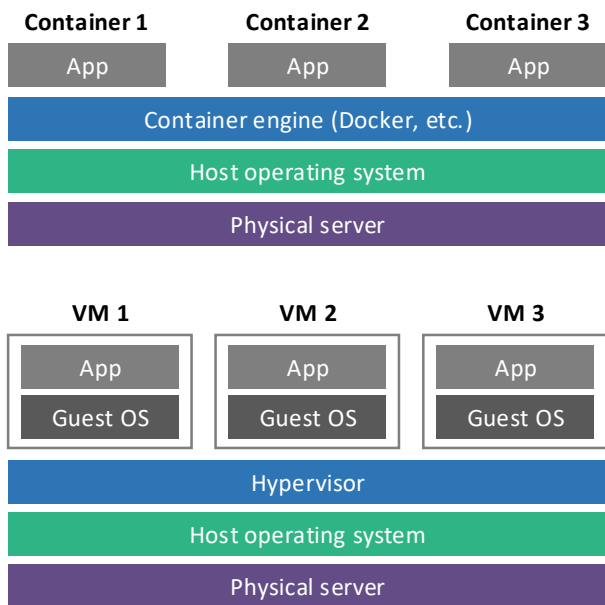 Container 1 Container 2 Container 3
App App App
Container engine (Docker, etc.)
Host operating system
Physical server
VM 1 VM 2 VM 3
App App App
Guest OS Guest OS Guest OS
Hypervisor
Host operating system
Physical server